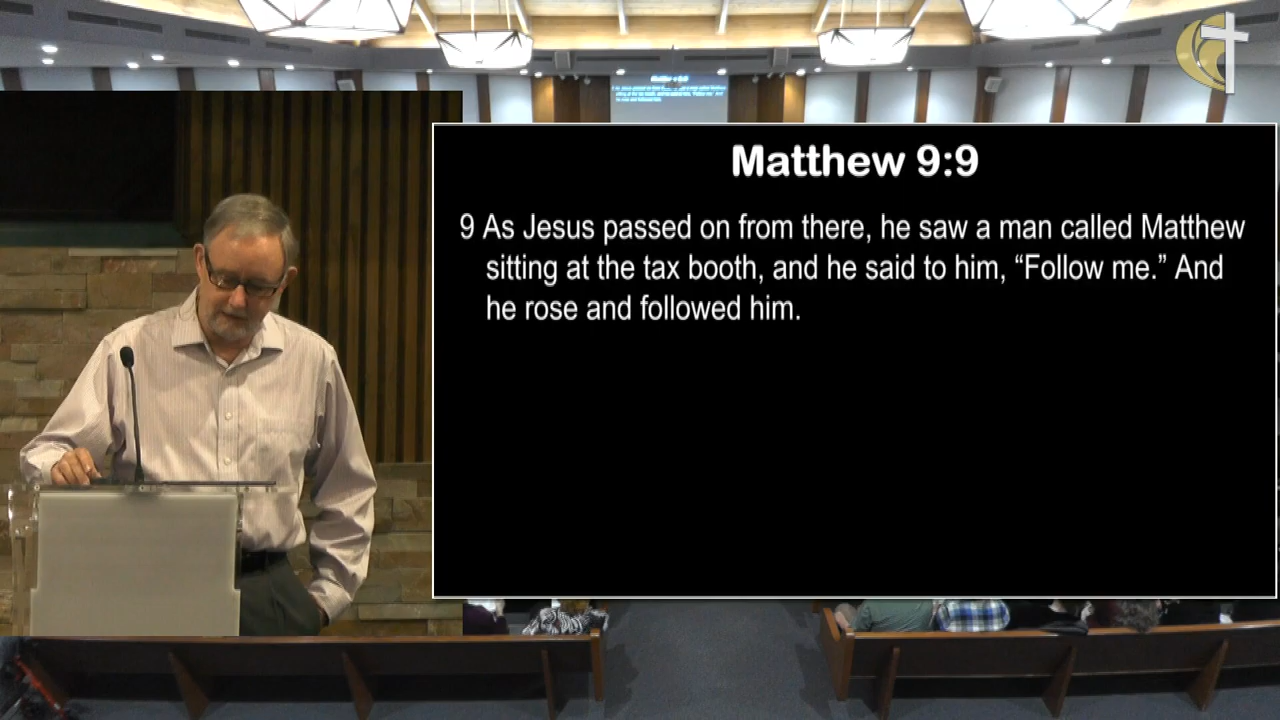 Matthew 9:9
9 As Jesus passed on from there, he saw a man called Matthew
sitting at the tax booth, and he said to him, “Follow me.” And
he rose and followed him.